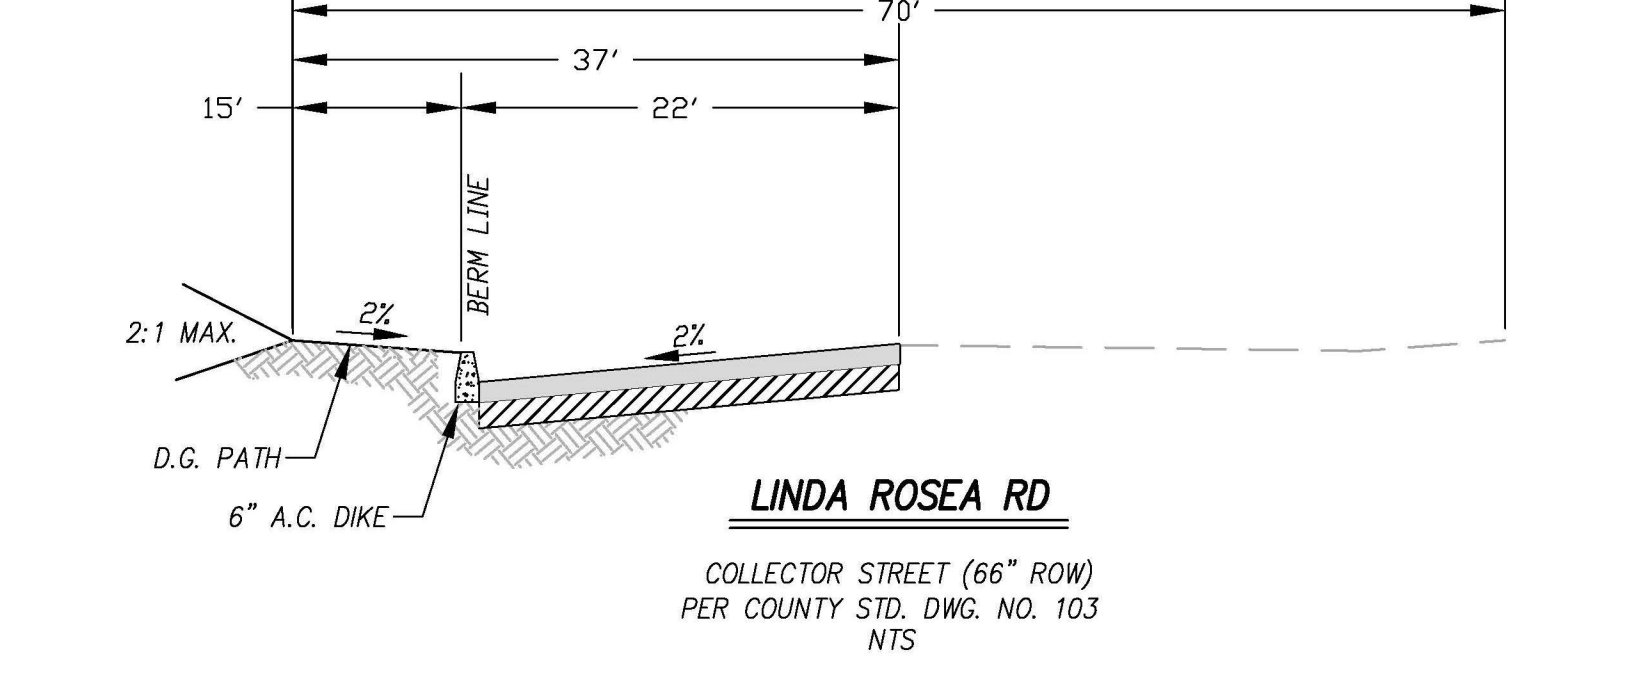 70'
37'
15'
22'
BERM LINE
2:1 MAX.
2%
2%
D.G. PATH
6" A.C. DIKE
LINDA ROSEA RD
COLLECTOR STREET (66" ROW)
PER COUNTY STD. DWG. NO. 103
NTS